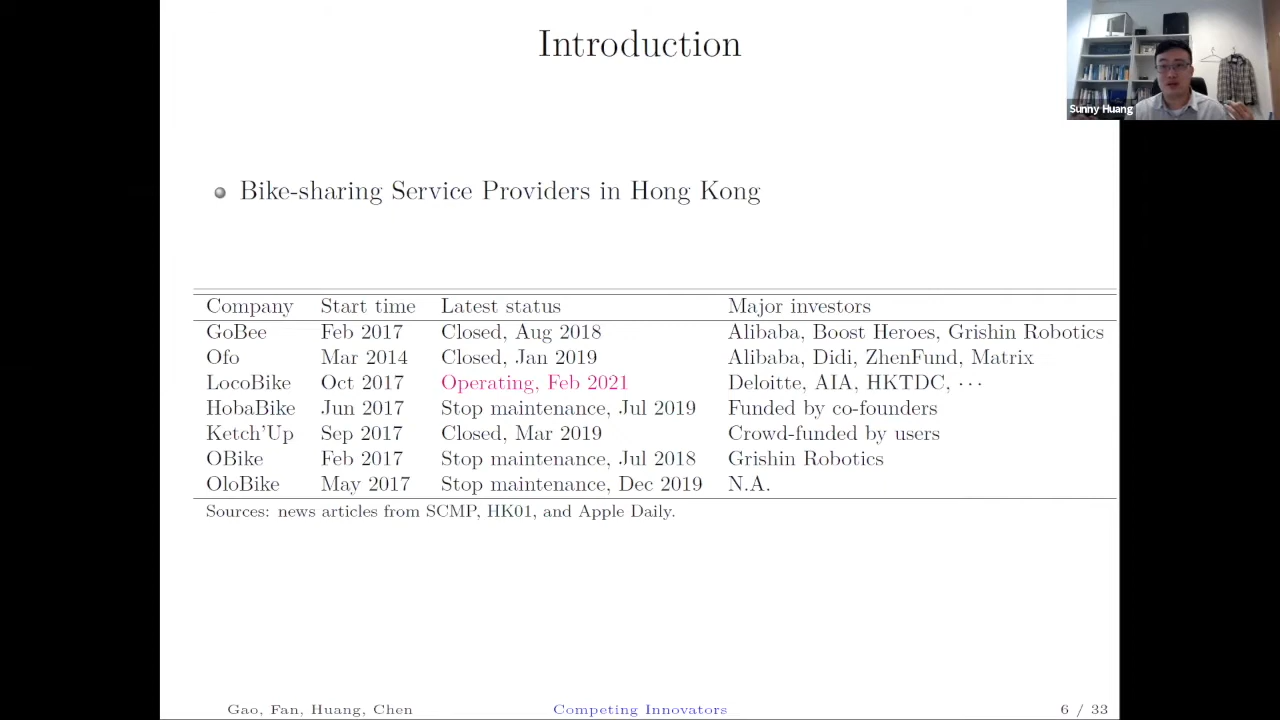 Introduction
Sunny Huang
Bike-sharing Service Providers in Hong Kong
Company Start time Latest status Major investors
GoBee Feb 2017 Closed, Aug 2018 Alibaba, Boost Heroes, Grishin Robotics
Ofo Mar 2014 Closed, Jan 2019 Alibaba, Didi, ZhenFund, Matrix
LocoBike Oct 2017 Operating, Feb 2021 Deloitte, AIA, HKTDC, ···
HobaBike Jun 2017 Stop maintenance, Jul 2019 Funded by co-founders
Ketch'Up Sep 2017 Closed, Mar 2019 Crowd-funded by users
OBike Feb 2017 Stop maintenance, Jul 2018 Grishin Robotics
OloBike May 2017 Stop maintenance, Dec 2019 N.A.
Sources: news articles from SCMP, HK01, and Apple Daily.
Gao, Fan, Huang, Chen Competing Innovators 6 / 33